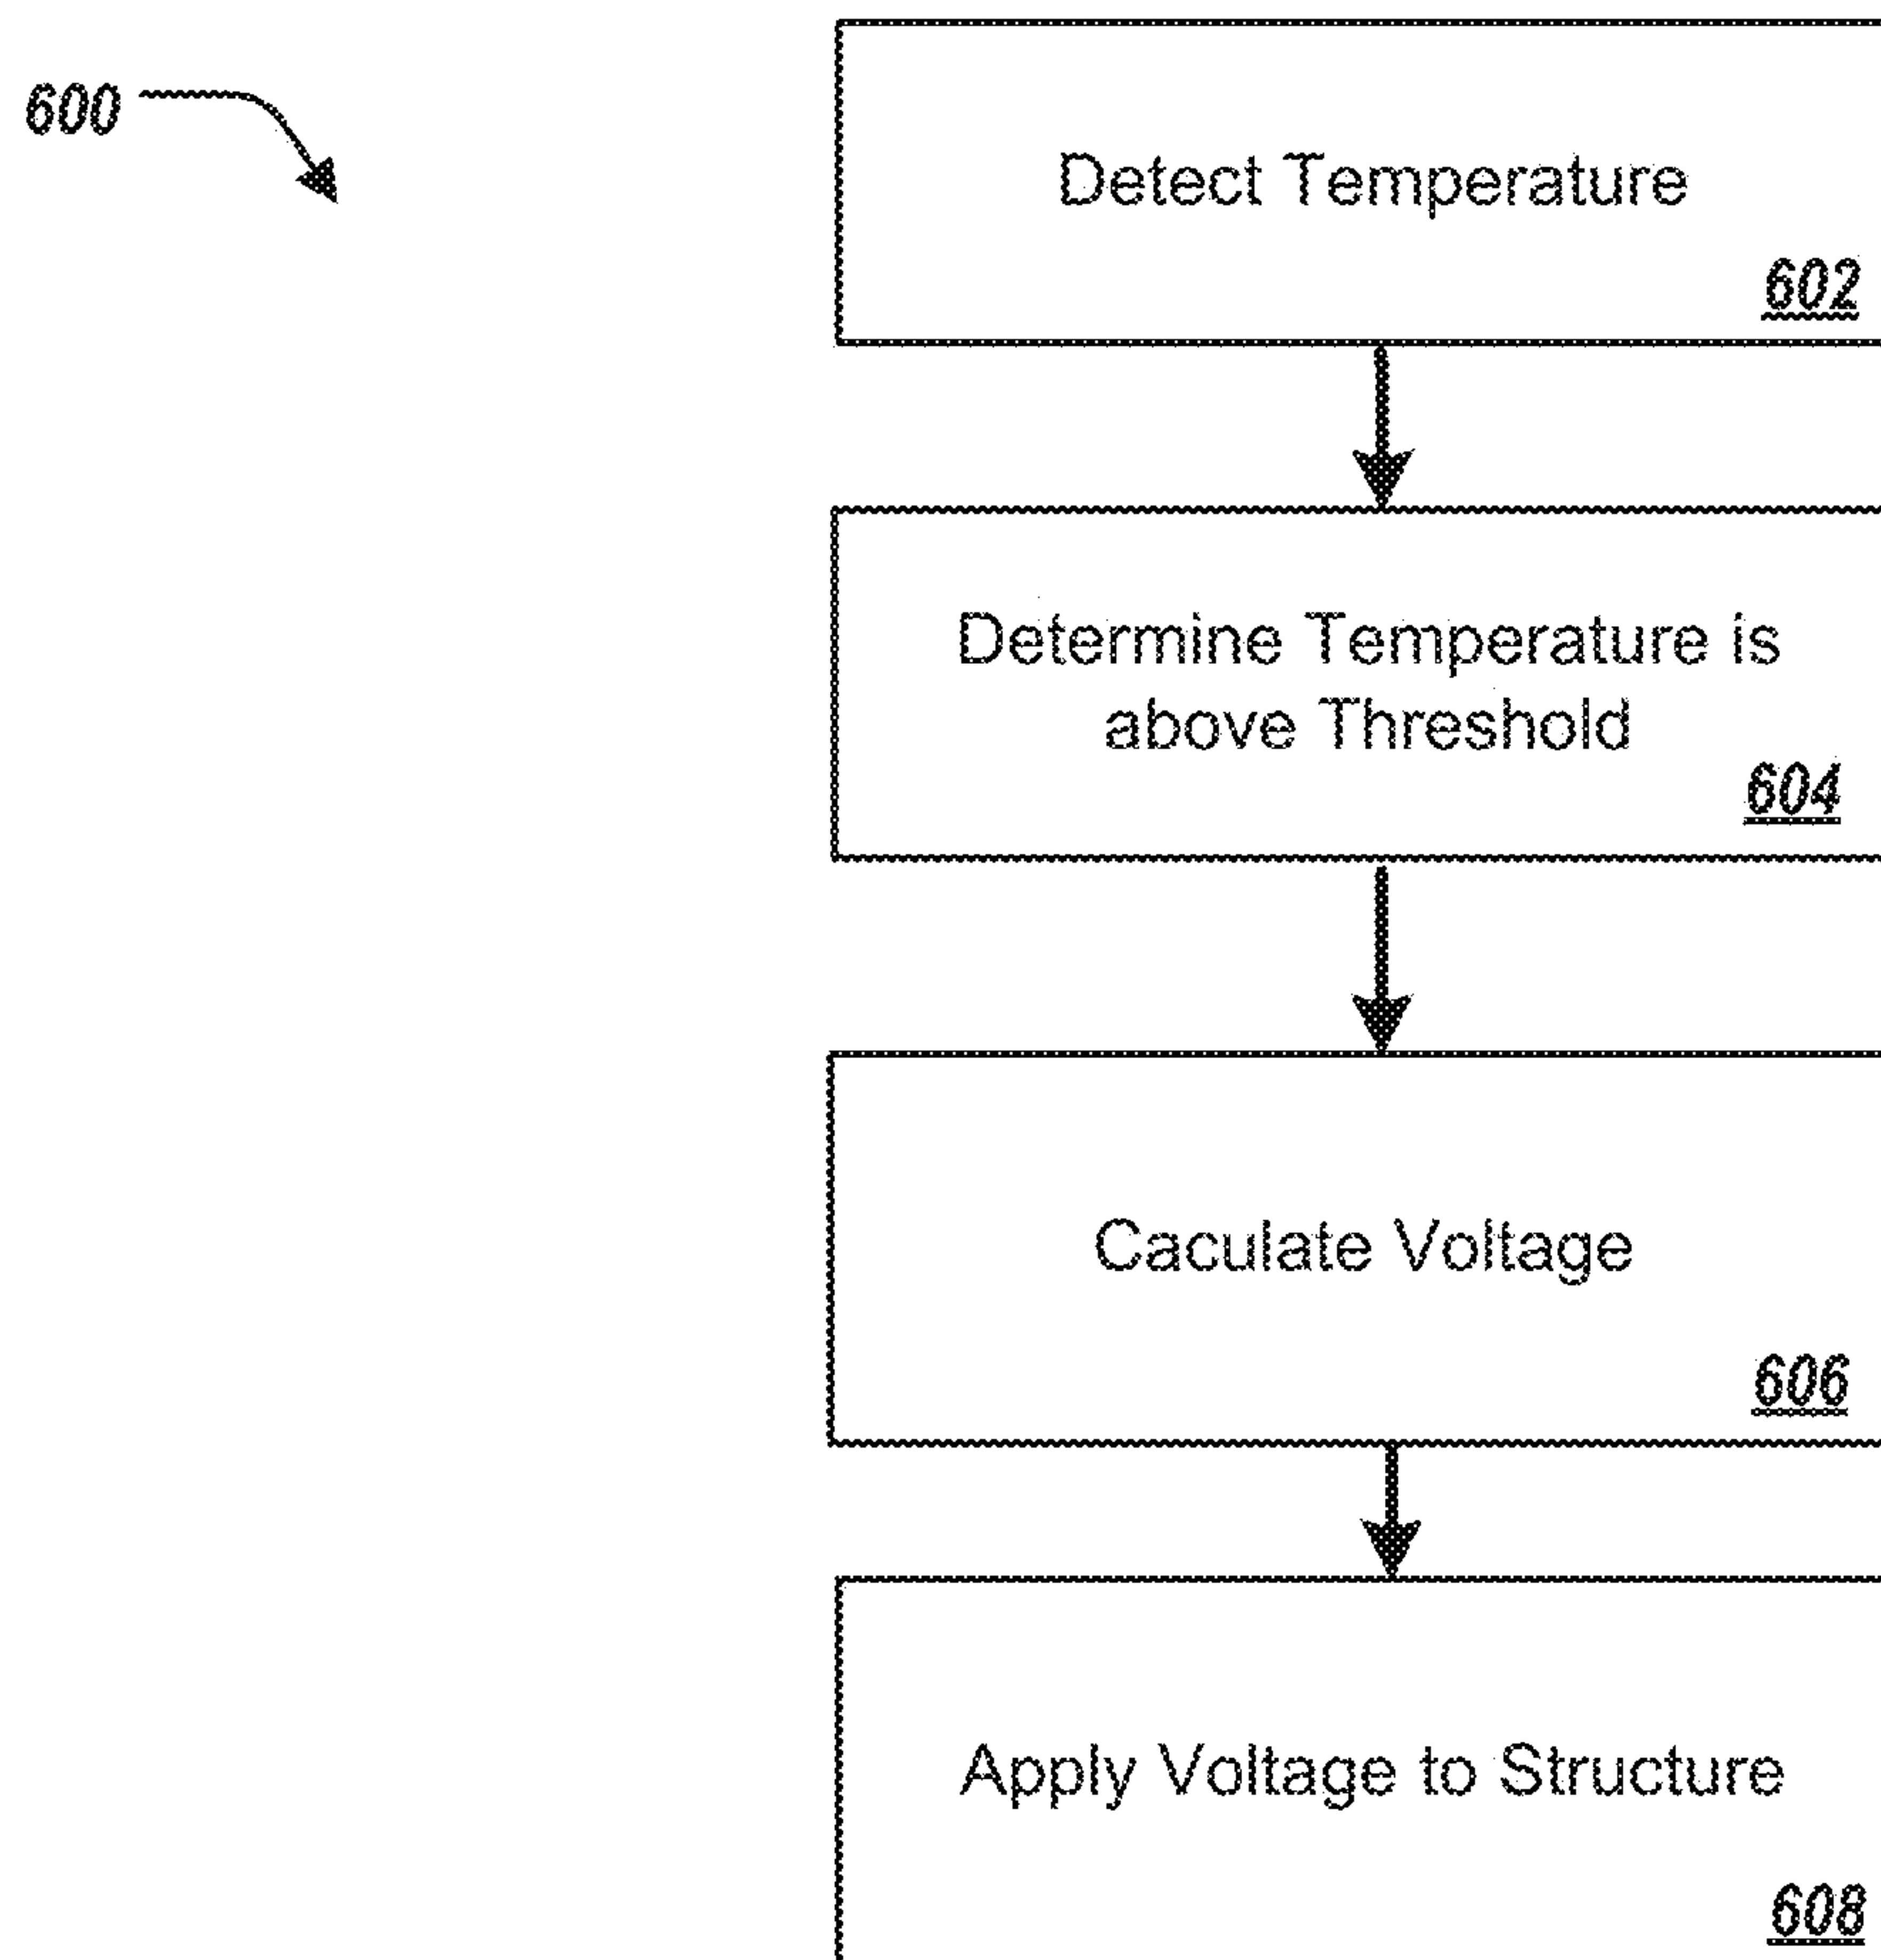 600
Detect Temperature
602
Determine Temperature is
above Threshold
604
Caculate Voltage
606
Apply Voltage to Structure
608